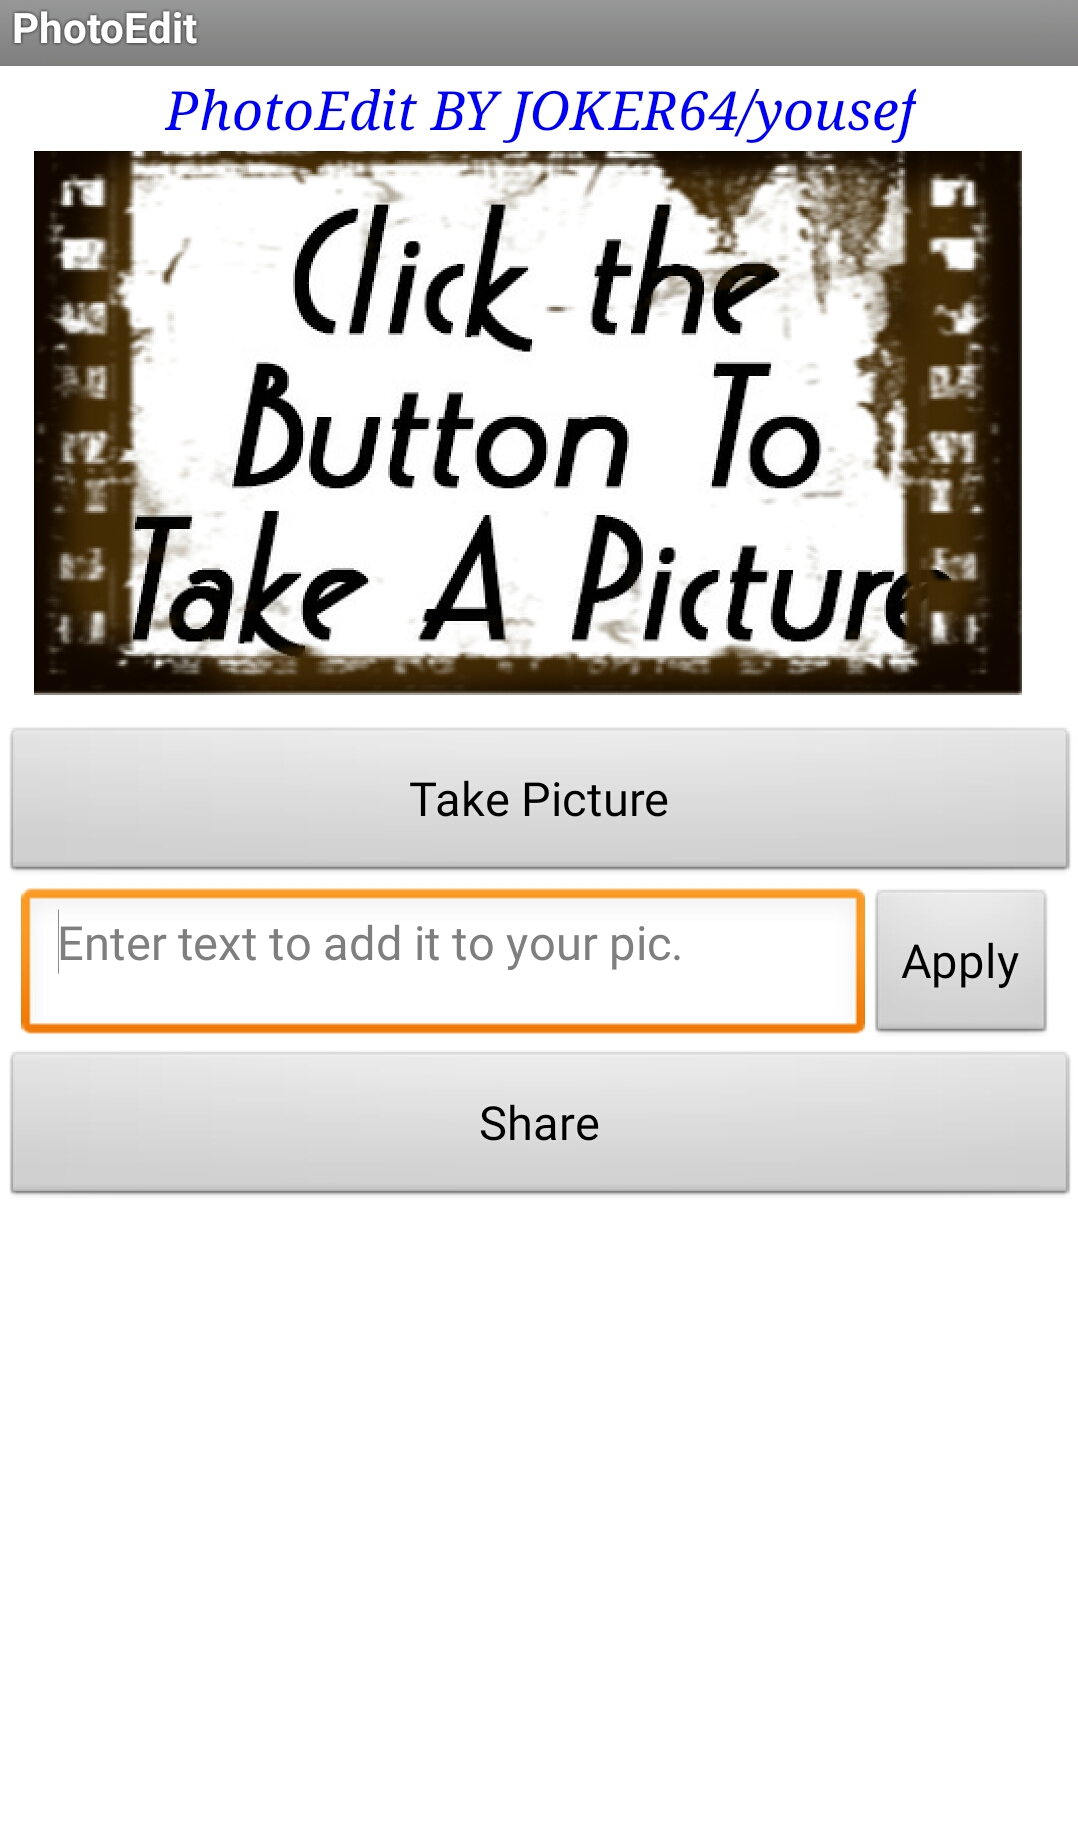 PhotoEdit
PhotoEdit BY JOKER64/yousef
Click the
Button To
Take A Picture
Take Picture
Enter text to add it to your pic.
Apply
Share